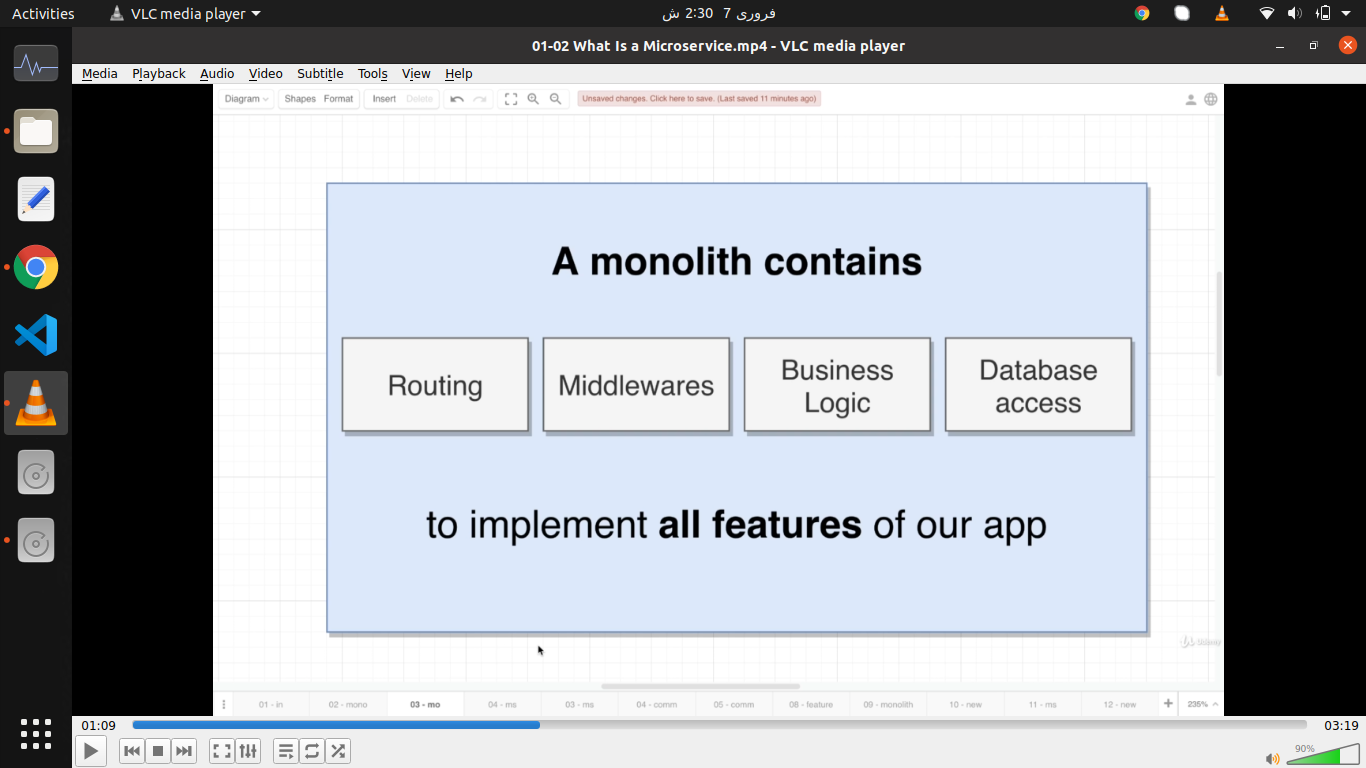 Activities
VLC media player
فروری 7  2:30 ش
01-02 What Is a Microservice.mp4 - VLC media player
Media Playback Audio Video Subtitle Tools View Help
Diagram Shapes Format Insert Delete
Unsaved changes. Click here to save. (Last saved 11 minutes ago)
A monolith contains
Routing
Middlewares
Business
Logic
Database
access
to implement all features of our app
Udemy
01 - in 02 - mono 03 - mo 04 - ms 03 - ms 04 - comm 05 - comm 08 - feature 09 - monolith 10 - new 11 - ms 12 - new
235%
01:09
03:19
90%